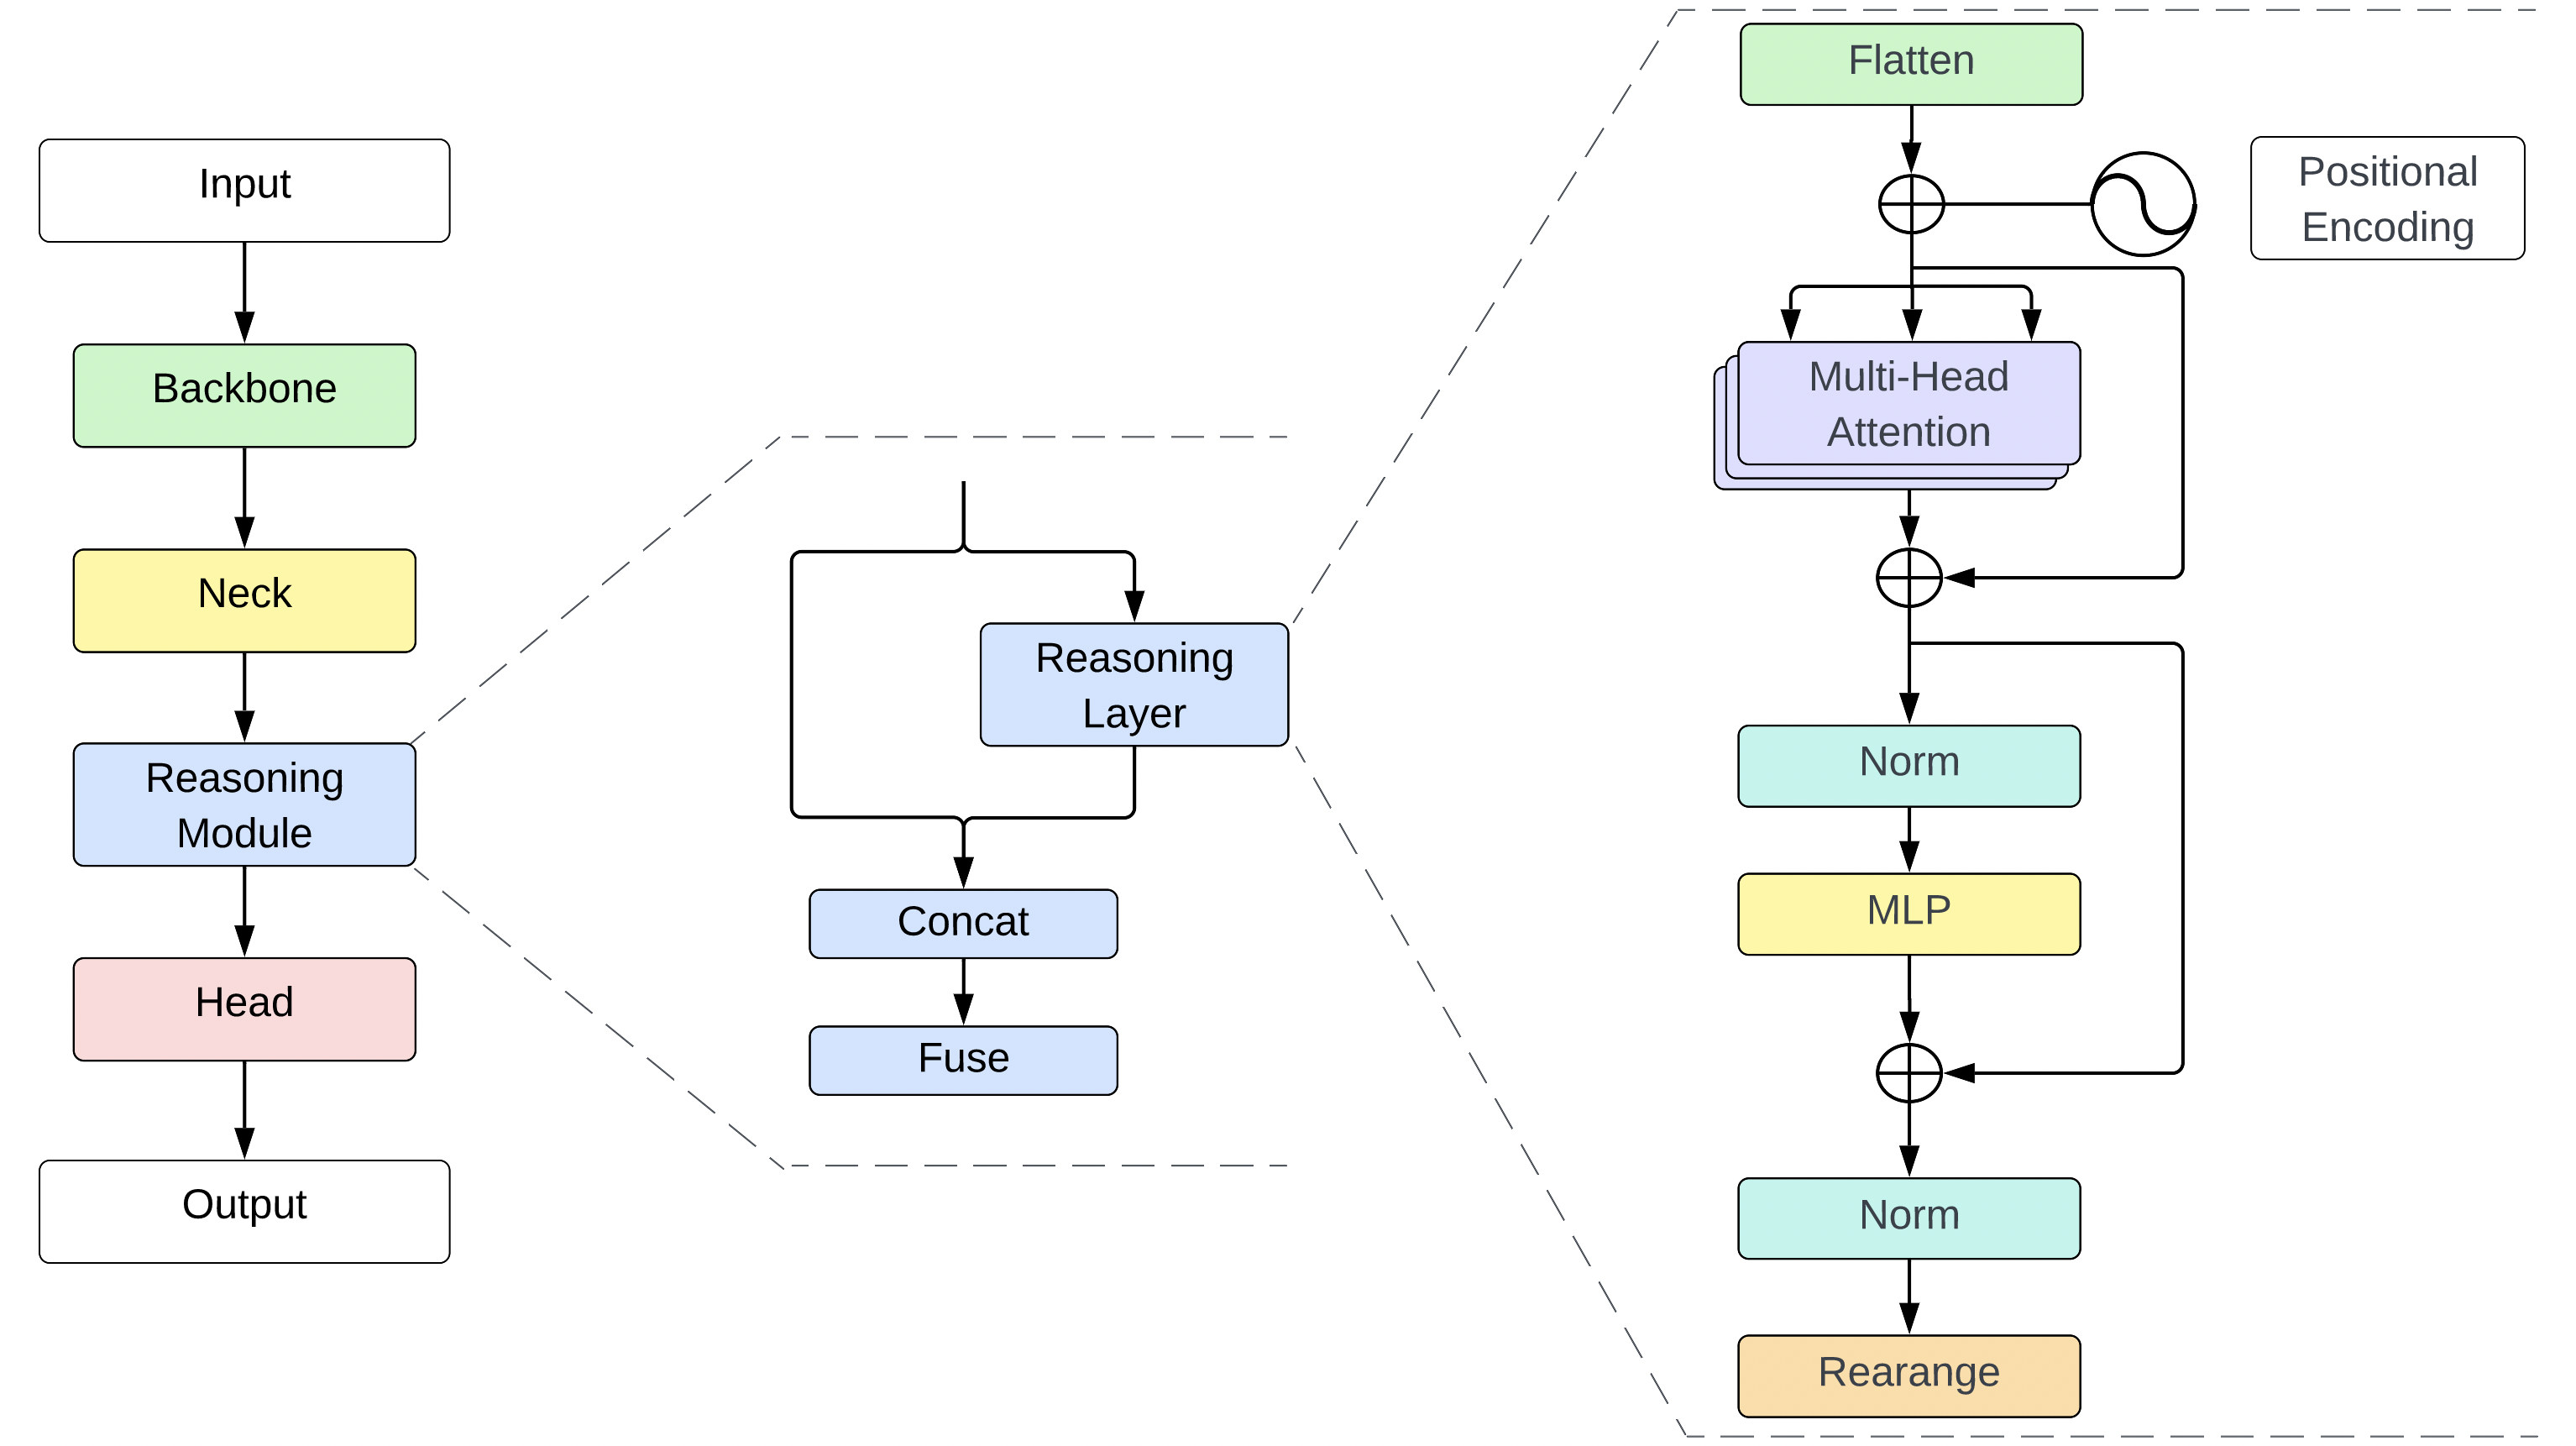 Input
Backbone
Neck
Reasoning
Module
Head
Output
Reasoning
Layer
Concat
Fuse
Flatten
Positional
Encoding
Multi-Head
Attention
Norm
MLP
Norm
Rearange